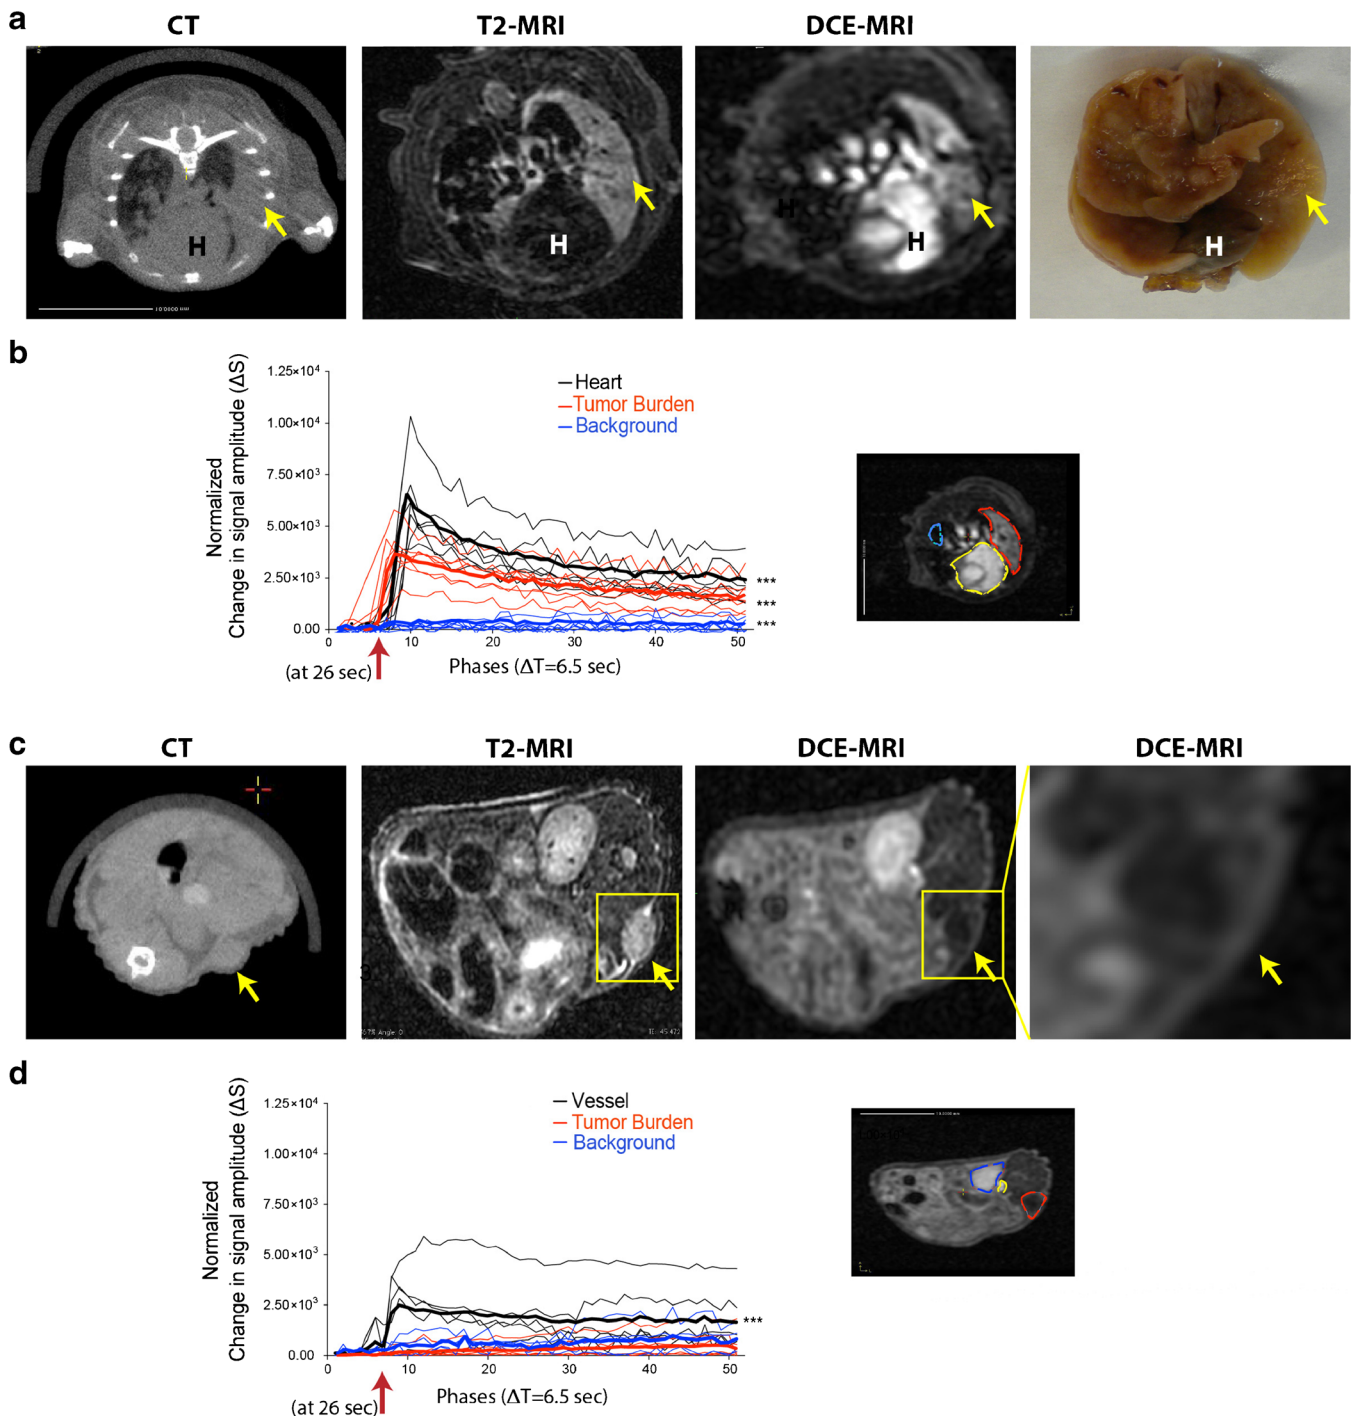 a
CT
T2-MRI
DCE-MRI
H
H
H
H
H
b
Normalized
Change in signal amplitude (ΔS)
1.25×10⁴
1.00×10⁴
7.50×10³
5.00×10³
2.50×10³
0.00
Heart
Tumor Burden
Background
***
***
***
0
10
20
30
40
50
(at 26 sec)
Phases (ΔT=6.5 sec)
c
CT
T2-MRI
DCE-MRI
DCE-MRI
d
Normalized
Change in signal amplitude (ΔS)
1.25×10⁴
1.00×10⁴
7.50×10³
5.00×10³
2.50×10³
0.00
Vessel
Tumor Burden
Background
***
0
10
20
30
40
50
(at 26 sec)
Phases (ΔT=6.5 sec)